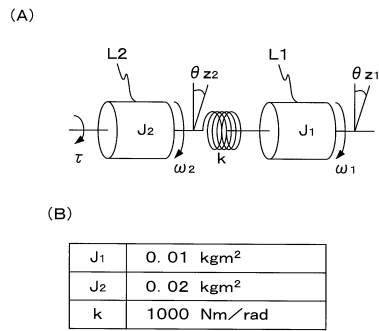 (A)
L2 θz2 L1 θz1
J2 J1
τ ω2 k ω1
(B)
J1 0. 01 kgm²
J2 0. 02 kgm²
k 1000 Nm／rad